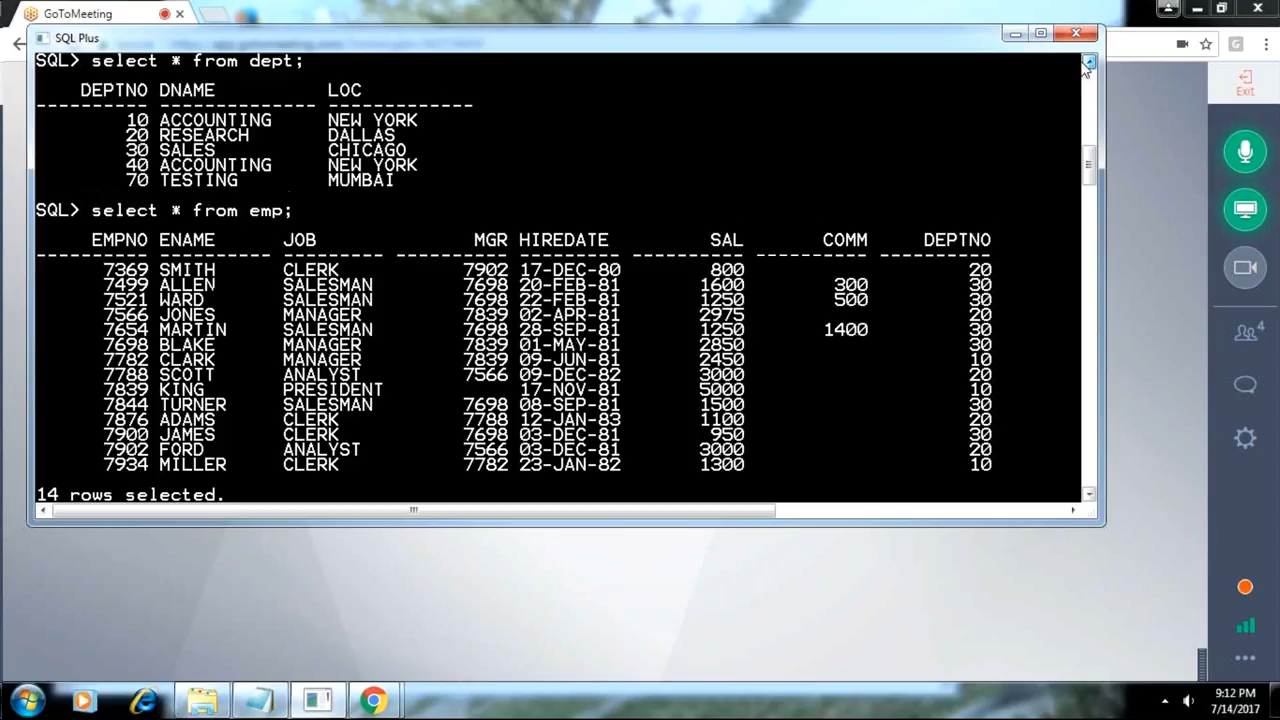 GoToMeeting
SQL Plus
SQL> select * from dept;
DEPTNO DNAME LOC
---------- -------------- -------------
10 ACCOUNTING NEW YORK
20 RESEARCH DALLAS
30 SALES CHICAGO
40 ACCOUNTING NEW YORK
70 TESTING MUMBAI
SQL> select * from emp;
EMPNO ENAME JOB MGR HIREDATE SAL COMM DEPTNO
---------- ---------- --------- ---------- --------- ---------- ---------- ----------
7369 SMITH CLERK 7902 17-DEC-80 800 20
7499 ALLEN SALESMAN 7698 20-FEB-81 1600 300 30
7521 WARD SALESMAN 7698 22-FEB-81 1250 500 30
7566 JONES MANAGER 7839 02-APR-81 2975 20
7654 MARTIN SALESMAN 7698 28-SEP-81 1250 1400 30
7698 BLAKE MANAGER 7839 01-MAY-81 2850 30
7782 CLARK MANAGER 7839 09-JUN-81 2450 10
7788 SCOTT ANALYST 7566 09-DEC-82 3000 20
7839 KING PRESIDENT 17-NOV-81 5000 10
7844 TURNER SALESMAN 7698 08-SEP-81 1500 30
7876 ADAMS CLERK 7788 12-JAN-83 1100 20
7900 JAMES CLERK 7698 03-DEC-81 950 30
7902 FORD ANALYST 7566 03-DEC-81 3000 20
7934 MILLER CLERK 7782 23-JAN-82 1300 10
14 rows selected.
G
Exit
4
9:12 PM
7/14/2017